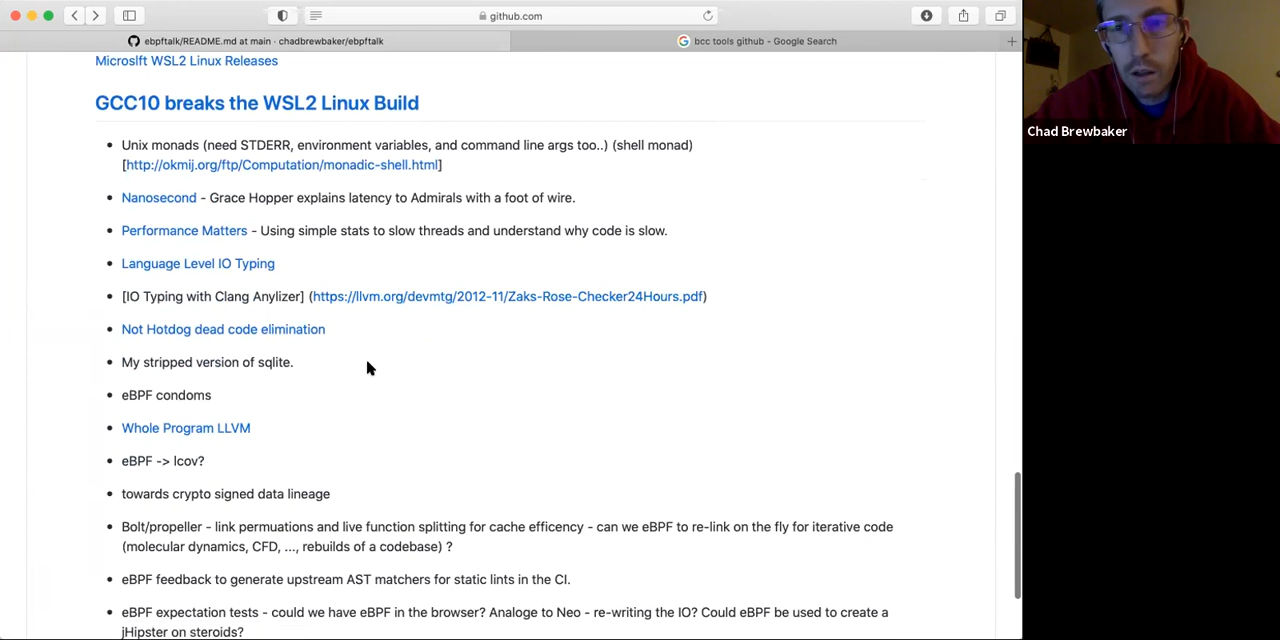 github.com
ebpftalk/README.md at main · chadbrewbaker/ebpftalk
bcc tools github - Google Search
Microslft WSL2 Linux Releases
GCC10 breaks the WSL2 Linux Build
Unix monads (need STDERR, environment variables, and command line args too..) (shell monad)
[http://okmij.org/ftp/Computation/monadic-shell.html]
Nanosecond - Grace Hopper explains latency to Admirals with a foot of wire.
Performance Matters - Using simple stats to slow threads and understand why code is slow.
Language Level IO Typing
[IO Typing with Clang Anylizer] (https://llvm.org/devmtg/2012-11/Zaks-Rose-Checker24Hours.pdf)
Not Hotdog dead code elimination
My stripped version of sqlite.
eBPF condoms
Whole Program LLVM
eBPF -> lcov?
towards crypto signed data lineage
Bolt/propeller - link permuations and live function splitting for cache efficency - can we eBPF to re-link on the fly for iterative code
(molecular dynamics, CFD, ..., rebuilds of a codebase) ?
eBPF feedback to generate upstream AST matchers for static lints in the CI.
eBPF expectation tests - could we have eBPF in the browser? Analoge to Neo - re-writing the IO? Could eBPF be used to create a
jHipster on steroids?
Chad Brewbaker